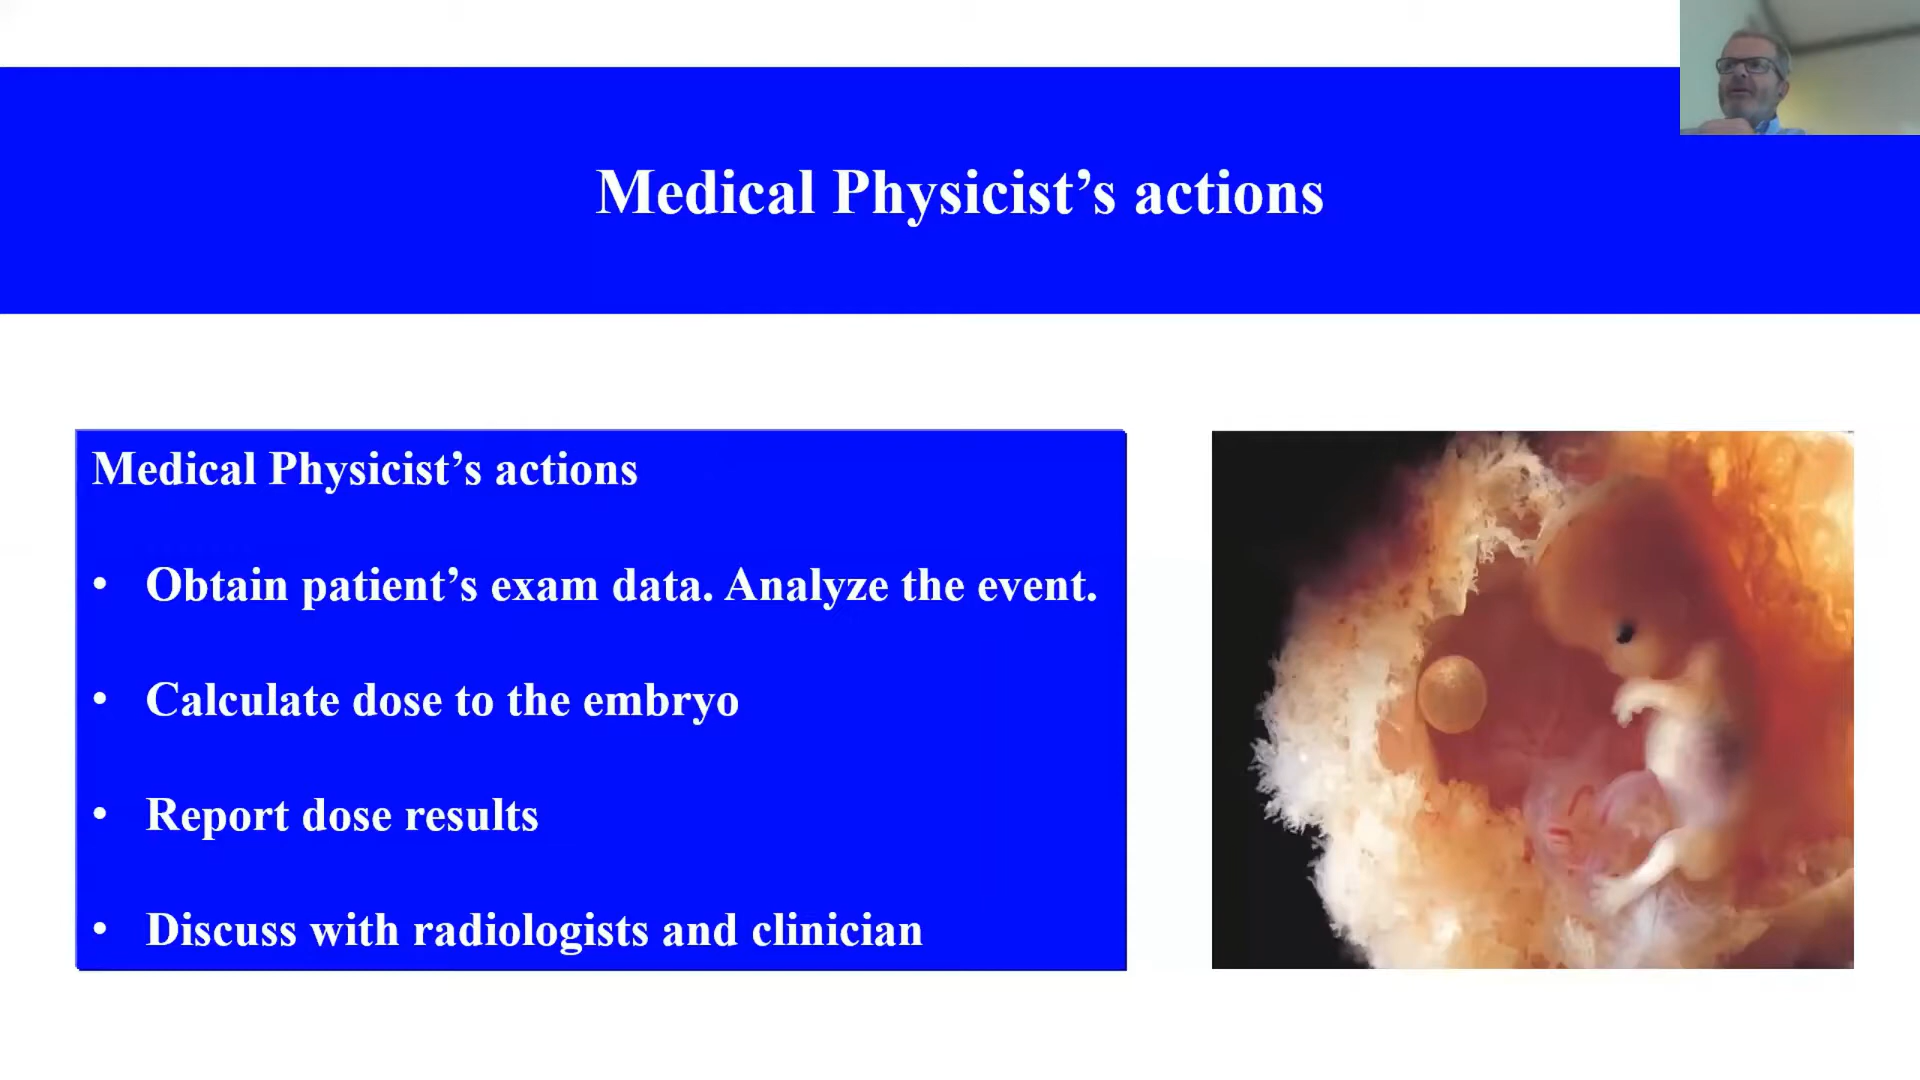 Medical Physicist’s actions
Medical Physicist’s actions
• Obtain patient’s exam data. Analyze the event.
• Calculate dose to the embryo
• Report dose results
• Discuss with radiologists and clinician